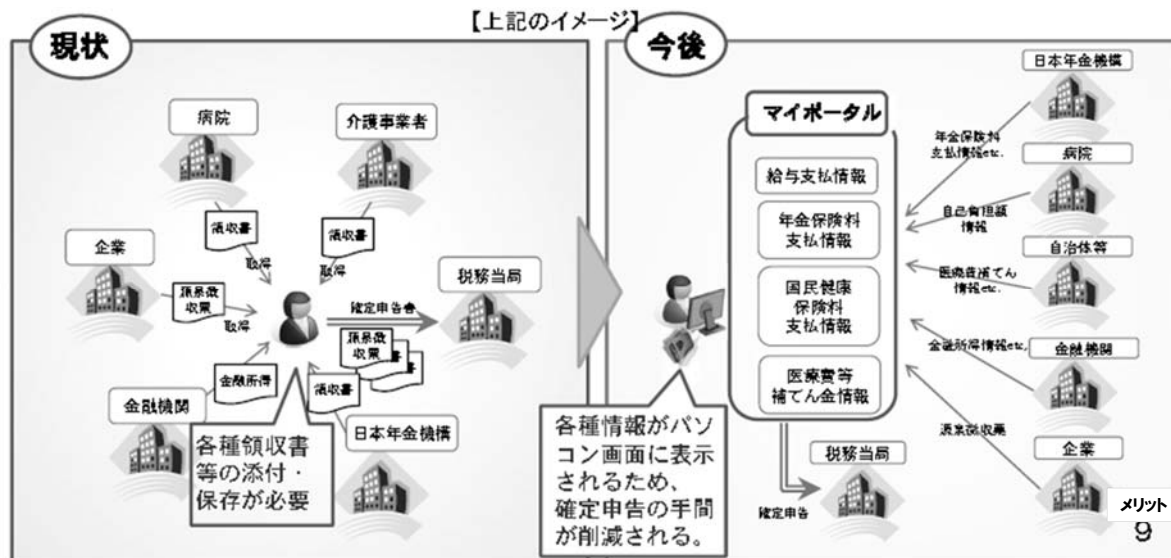 【上記のイメージ】
現状
病院
介護事業者
領収書
取得
領収書
取得
企業
源泉徴
収票
取得
税務当局
確定申告書
源泉徴
収票
金融所得
領収書
金融機関
日本年金機構
各種領収書
等の添付・
保存が必要
今後
マイポータル
給与支払情報
年金保険料
支払情報
国民健康
保険料
支払情報
医療費等
補てん金情報
日本年金機構
年金保険料
支払情報etc.
病院
自己負担額
情報
自治体等
医療費補てん
情報etc.
金融所得情報etc.
金融機関
源泉徴収票
企業
各種情報がパソ
コン画面に表示
されるため、
確定申告の手間
が削減される。
税務当局
確定申告
メリット
9